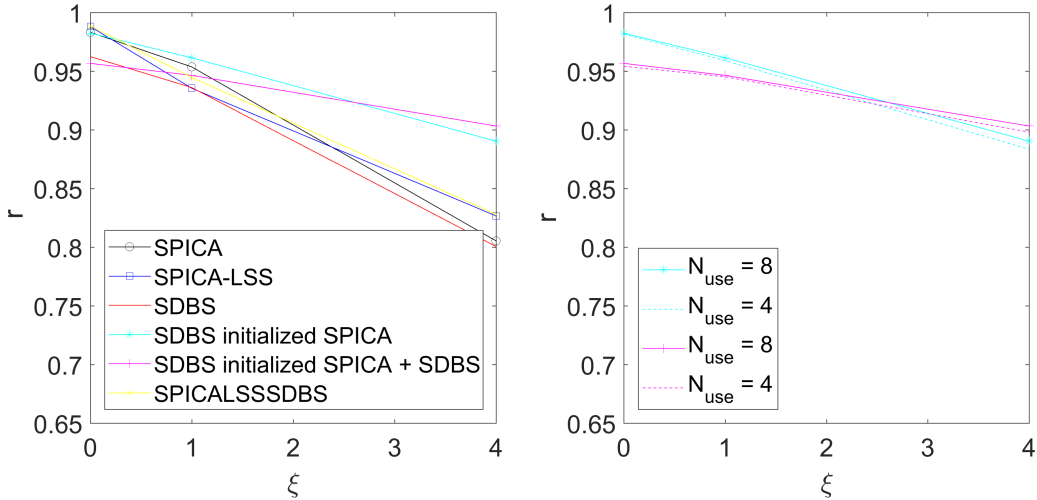 1
0.95
0.9
0.85
0.8
0.75
0.7
0.65
r
0
1
2
3
4
ξ
SPICA
SPICA-LSS
SDBS
SDBS initialized SPICA
SDBS initialized SPICA + SDBS
SPICALSSSDBS
1
0.95
0.9
0.85
0.8
0.75
0.7
0.65
r
0
1
2
3
4
ξ
N_use = 8
N_use = 4
N_use = 8
N_use = 4